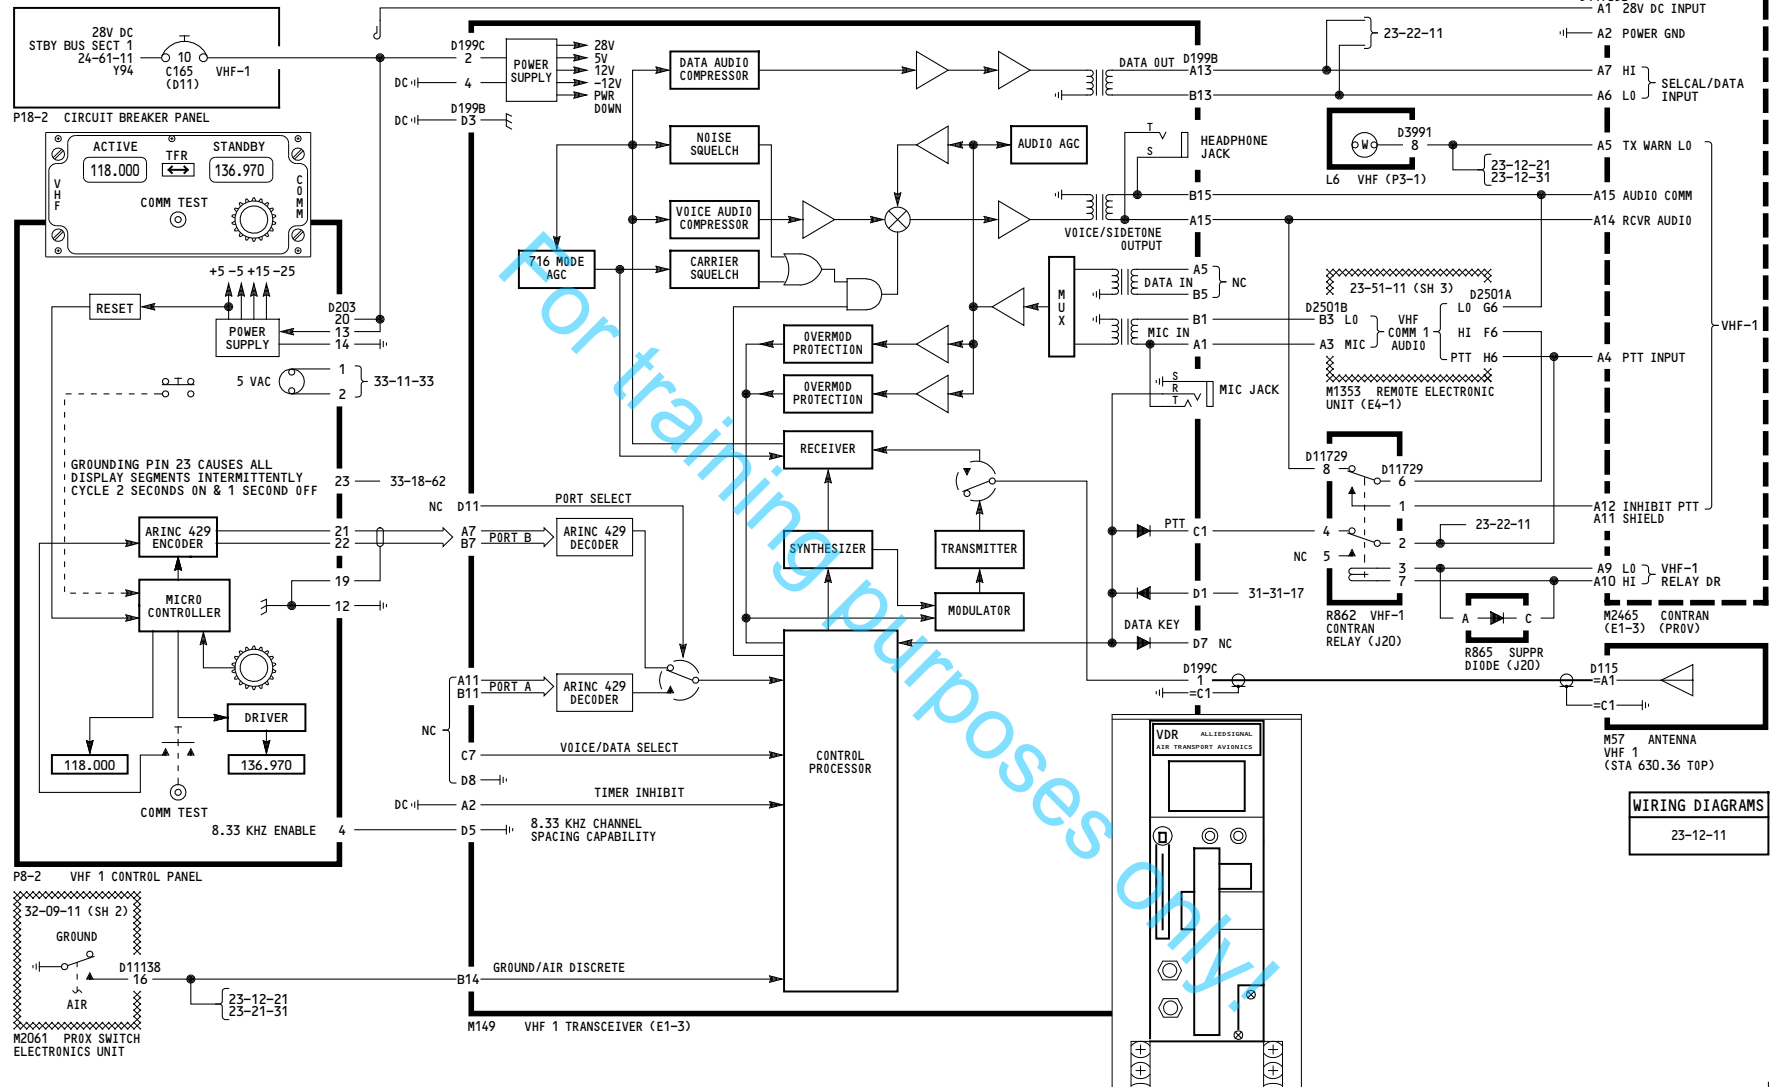 28V DC
STBY BUS SECT 1
24-61-11
Y94
10
C165
(D11)
VHF-1
P18-2 CIRCUIT BREAKER PANEL
ACTIVE
TFR
STANDBY
118.000
136.970
VHF
COMM
COMM TEST
+5 -5 +15 -25
RESET
POWER
SUPPLY
D203
20
13
14
5 VAC
1
2
33-11-33
GROUNDING PIN 23 CAUSES ALL
DISPLAY SEGMENTS INTERMITTENTLY
CYCLE 2 SECONDS ON & 1 SECOND OFF
23
33-18-62
ARINC 429
ENCODER
21
22
19
12
MICRO
CONTROLLER
DRIVER
118.000
136.970
COMM TEST
8.33 KHZ ENABLE 4
P8-2 VHF 1 CONTROL PANEL
32-09-11 (SH 2)
GROUND
AIR
D11138
16
23-12-21
23-21-31
M2061 PROX SWITCH
ELECTRONICS UNIT
D199C
2
DC
4
D199B
DC
D3
POWER
SUPPLY
28V
5V
12V
-12V
PWR
DOWN
DATA AUDIO
COMPRESSOR
NOISE
SQUELCH
AUDIO AGC
VOICE AUDIO
COMPRESSOR
716 MODE
AGC
CARRIER
SQUELCH
OVERMOD
PROTECTION
OVERMOD
PROTECTION
MUX
RECEIVER
SYNTHESIZER
TRANSMITTER
MODULATOR
NC D11
PORT SELECT
A7
B7
PORT B
ARINC 429
DECODER
A11
B11
PORT A
ARINC 429
DECODER
NC
C7
VOICE/DATA SELECT
D8
DC
A2
TIMER INHIBIT
D5
8.33 KHZ CHANNEL
SPACING CAPABILITY
CONTROL
PROCESSOR
B14
GROUND/AIR DISCRETE
M149 VHF 1 TRANSCEIVER (E1-3)
DATA OUT
D199B
A13
B13
T
S
HEADPHONE
JACK
B15
A15
VOICE/SIDETONE
OUTPUT
A5
DATA IN
B5
NC
B1
MIC IN
A1
S
R
T
MIC JACK
PTT
C1
D1
31-31-17
DATA KEY
D7 NC
D199C
1
=C1
VDR
ALLIEDSIGNAL
AIR TRANSPORT AVIONICS
23-22-11
W
D3991
8
L6 VHF (P3-1)
23-12-21
23-12-31
23-51-11 (SH 3)
D2501B
D2501A
B3 LO
A3 MIC
VHF
COMM 1
AUDIO
LO G6
HI F6
PTT H6
M1353 REMOTE ELECTRONIC
UNIT (E4-1)
D11729
8
D11729
6
1
4
2
NC 5
3
7
23-22-11
R862 VHF-1
CONTRAN
RELAY (J20)
A
C
R865 SUPPR
DIODE (J20)
A1 28V DC INPUT
A2 POWER GND
A7 HI
A6 LO
SELCAL/DATA
INPUT
A5 TX WARN LO
A15 AUDIO COMM
A14 RCVR AUDIO
VHF-1
A4 PTT INPUT
A12 INHIBIT PTT
A11 SHIELD
A9 LO
A10 HI
VHF-1
RELAY DR
M2465 CONTRAN
(E1-3) (PROV)
D115
=A1
=C1
M57 ANTENNA
VHF 1
(STA 630.36 TOP)
WIRING DIAGRAMS
23-12-11
For training purposes only!